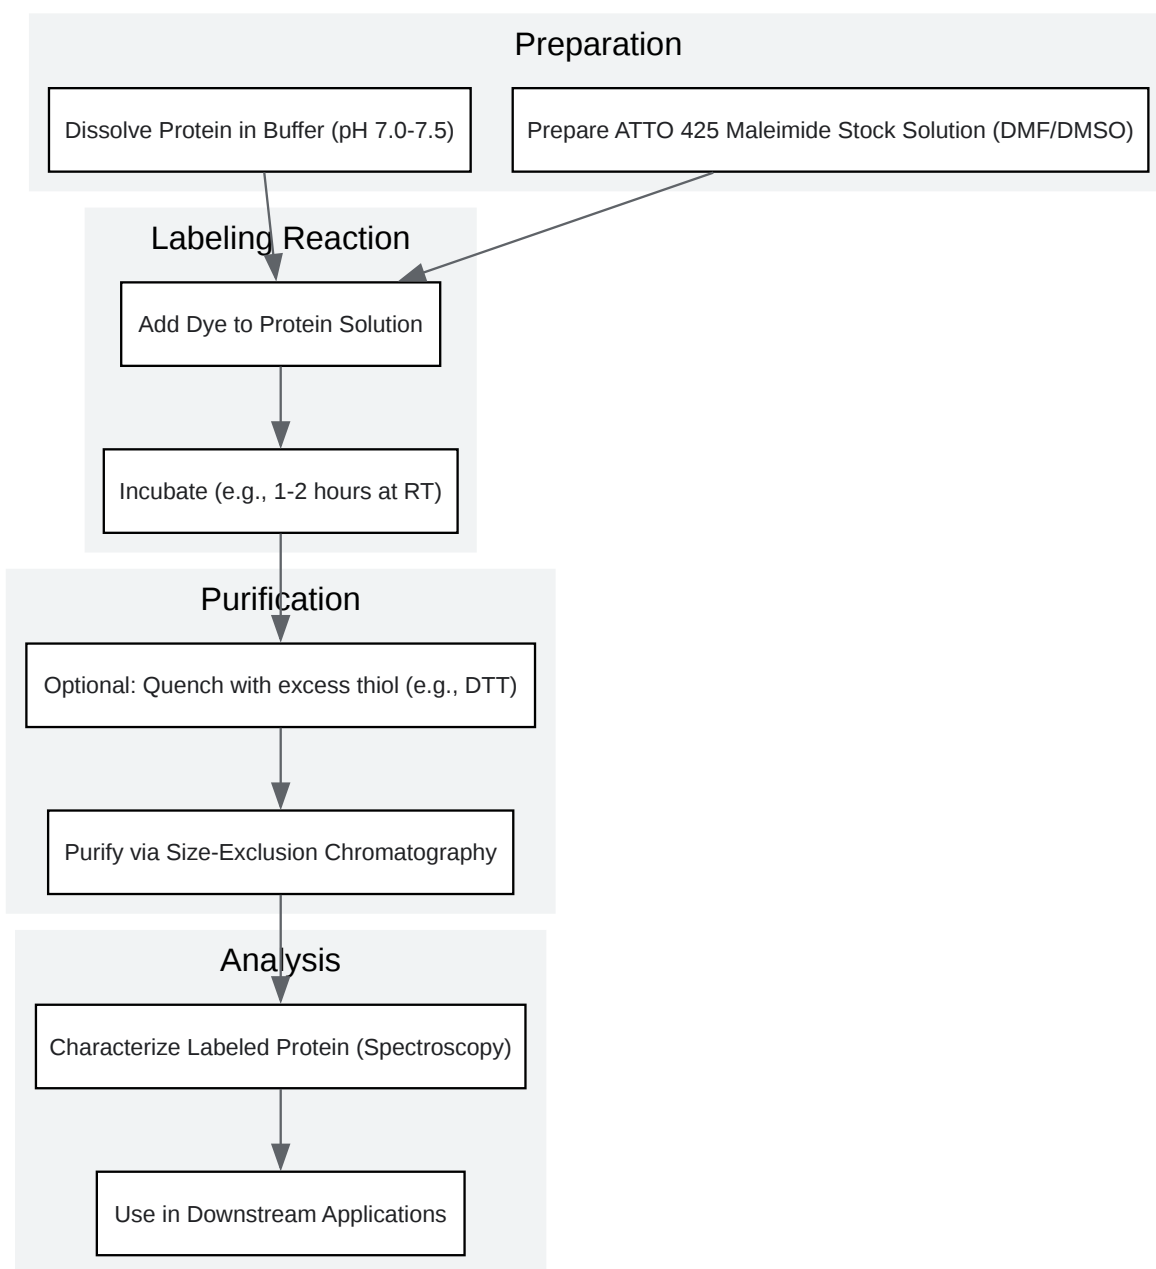 Preparation
Dissolve Protein in Buffer (pH 7.0-7.5)
Prepare ATTO 425 Maleimide Stock Solution (DMF/DMSO)
Labeling Reaction
Add Dye to Protein Solution
Incubate (e.g., 1-2 hours at RT)
Purification
Optional: Quench with excess thiol (e.g., DTT)
Purify via Size-Exclusion Chromatography
Analysis
Characterize Labeled Protein (Spectroscopy)
Use in Downstream Applications